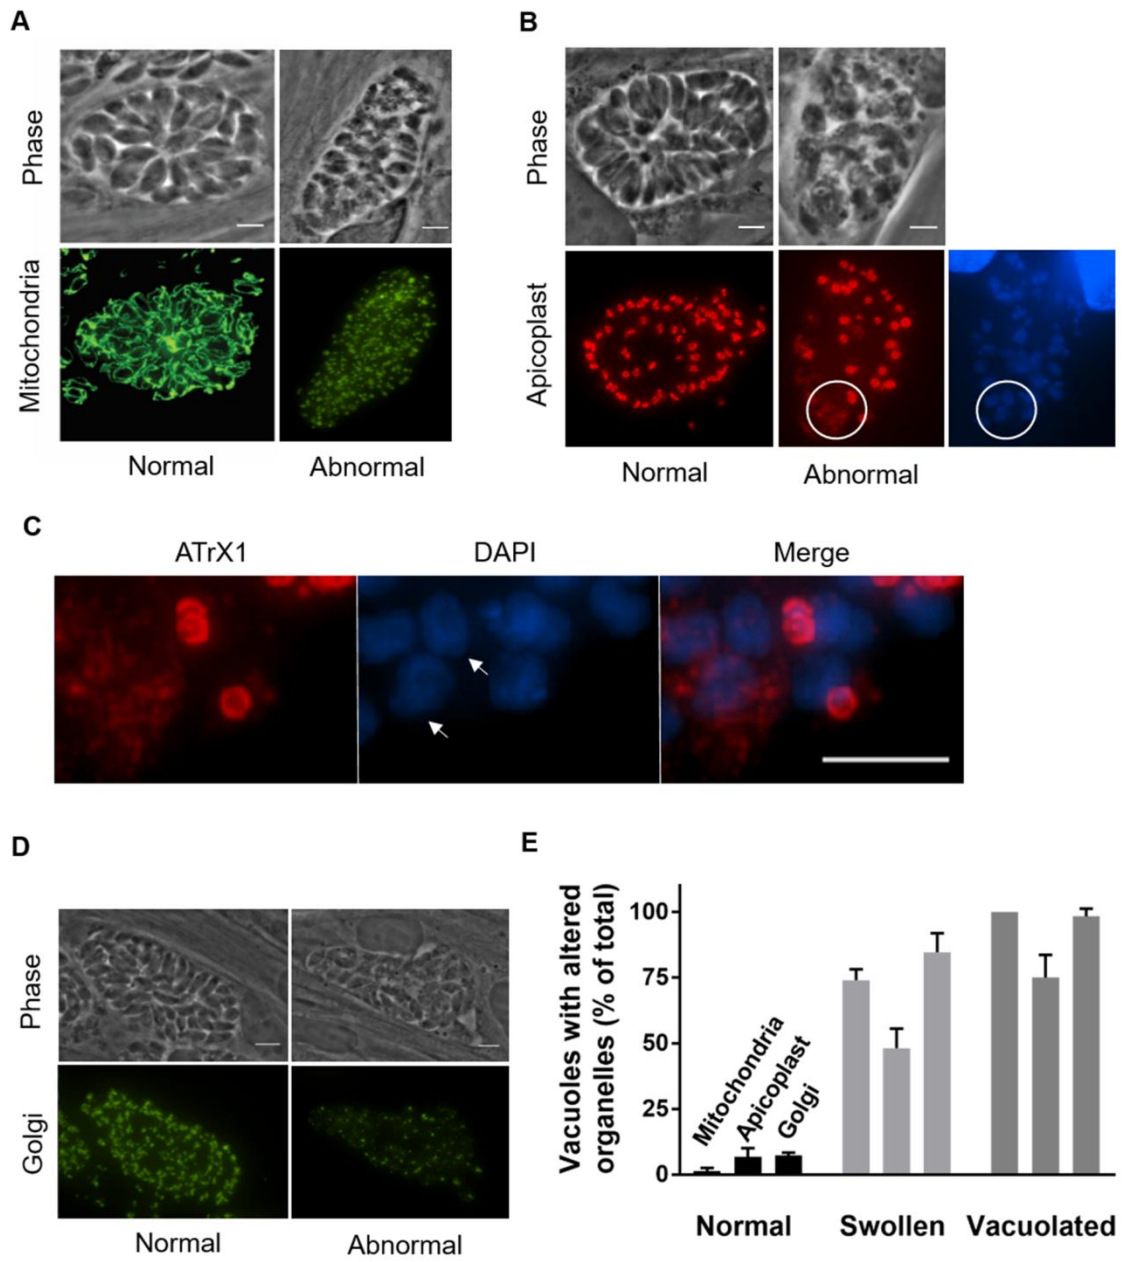 A
B
Phase
Phase
Mitochondria
Apicoplast
Normal
Abnormal
Normal
Abnormal
C
ATrX1
DAPI
Merge
D
E
Phase
Golgi
Normal
Abnormal
Vacuoles with altered
organelles (% of total)
100
75
50
25
0
Mitochondria
Apicoplast
Golgi
Normal
Swollen
Vacuolated